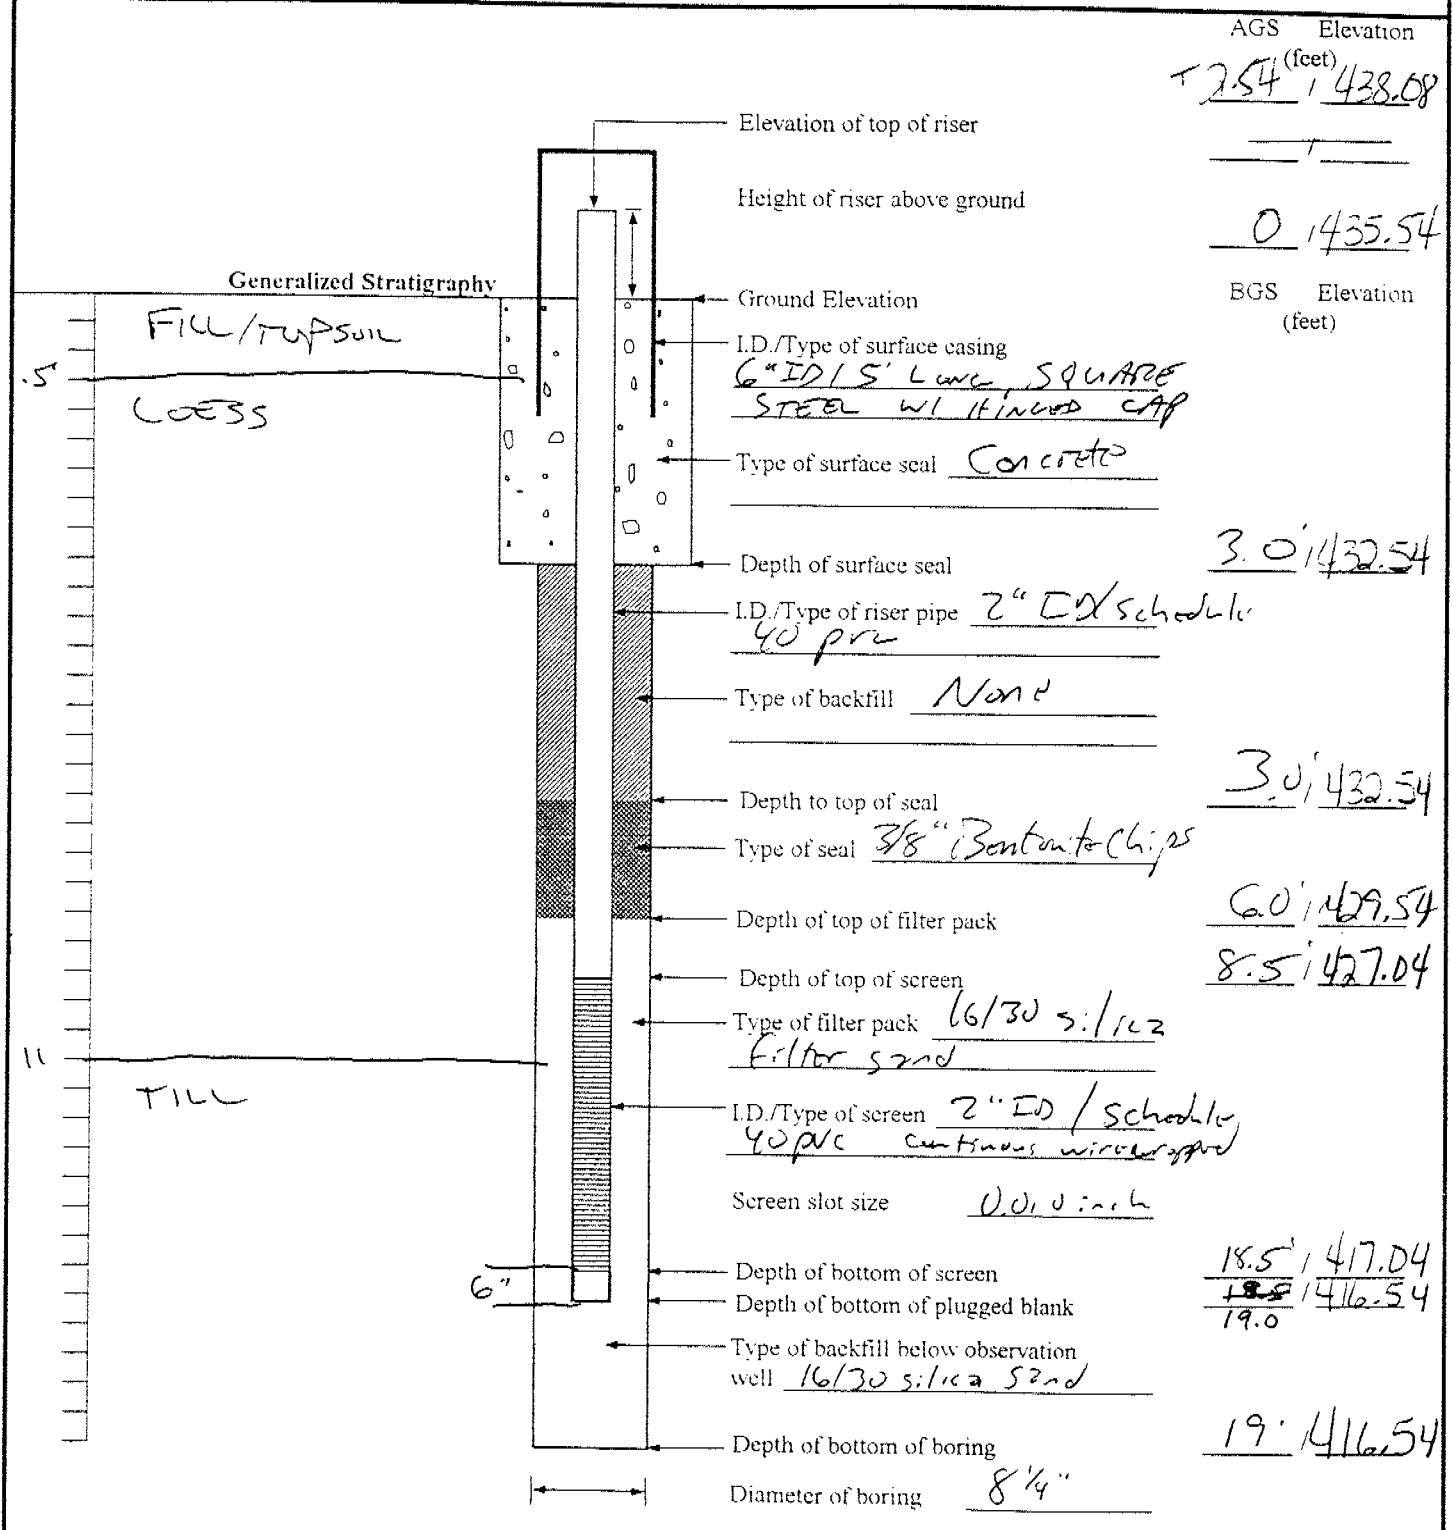 AGS Elevation
(feet)
+2.54 / 438.08
Elevation of top of riser
/
Height of riser above ground
0 / 435.54
Generalized Stratigraphy
Ground Elevation
BGS Elevation
(feet)
FILL/TOPSOIL
I.D./Type of surface casing
.5
6" ID / 5' Long, SQUARE
STEEL W/ HINGED CAP
LOESS
Type of surface seal Concrete
Depth of surface seal 3.0' / 432.54
I.D./Type of riser pipe 2" ID/Schedule
40 pvc
Type of backfill None
Depth to top of seal 3.0' / 432.54
Type of seal 3/8" Bentonite Chips
Depth of top of filter pack 6.0' / 429.54
Depth of top of screen 8.5' / 427.04
Type of filter pack 16/30 silica
filter sand
11
TILL
I.D./Type of screen 2" ID / Schedule
40 pvc continuous wirewrapped
Screen slot size 0.010 inch
6"
Depth of bottom of screen 18.5' / 417.04
Depth of bottom of plugged blank 18.5 / 416.54
19.0
Type of backfill below observation
well 16/30 silica sand
Depth of bottom of boring 19' / 416.54
Diameter of boring 8 1/4"